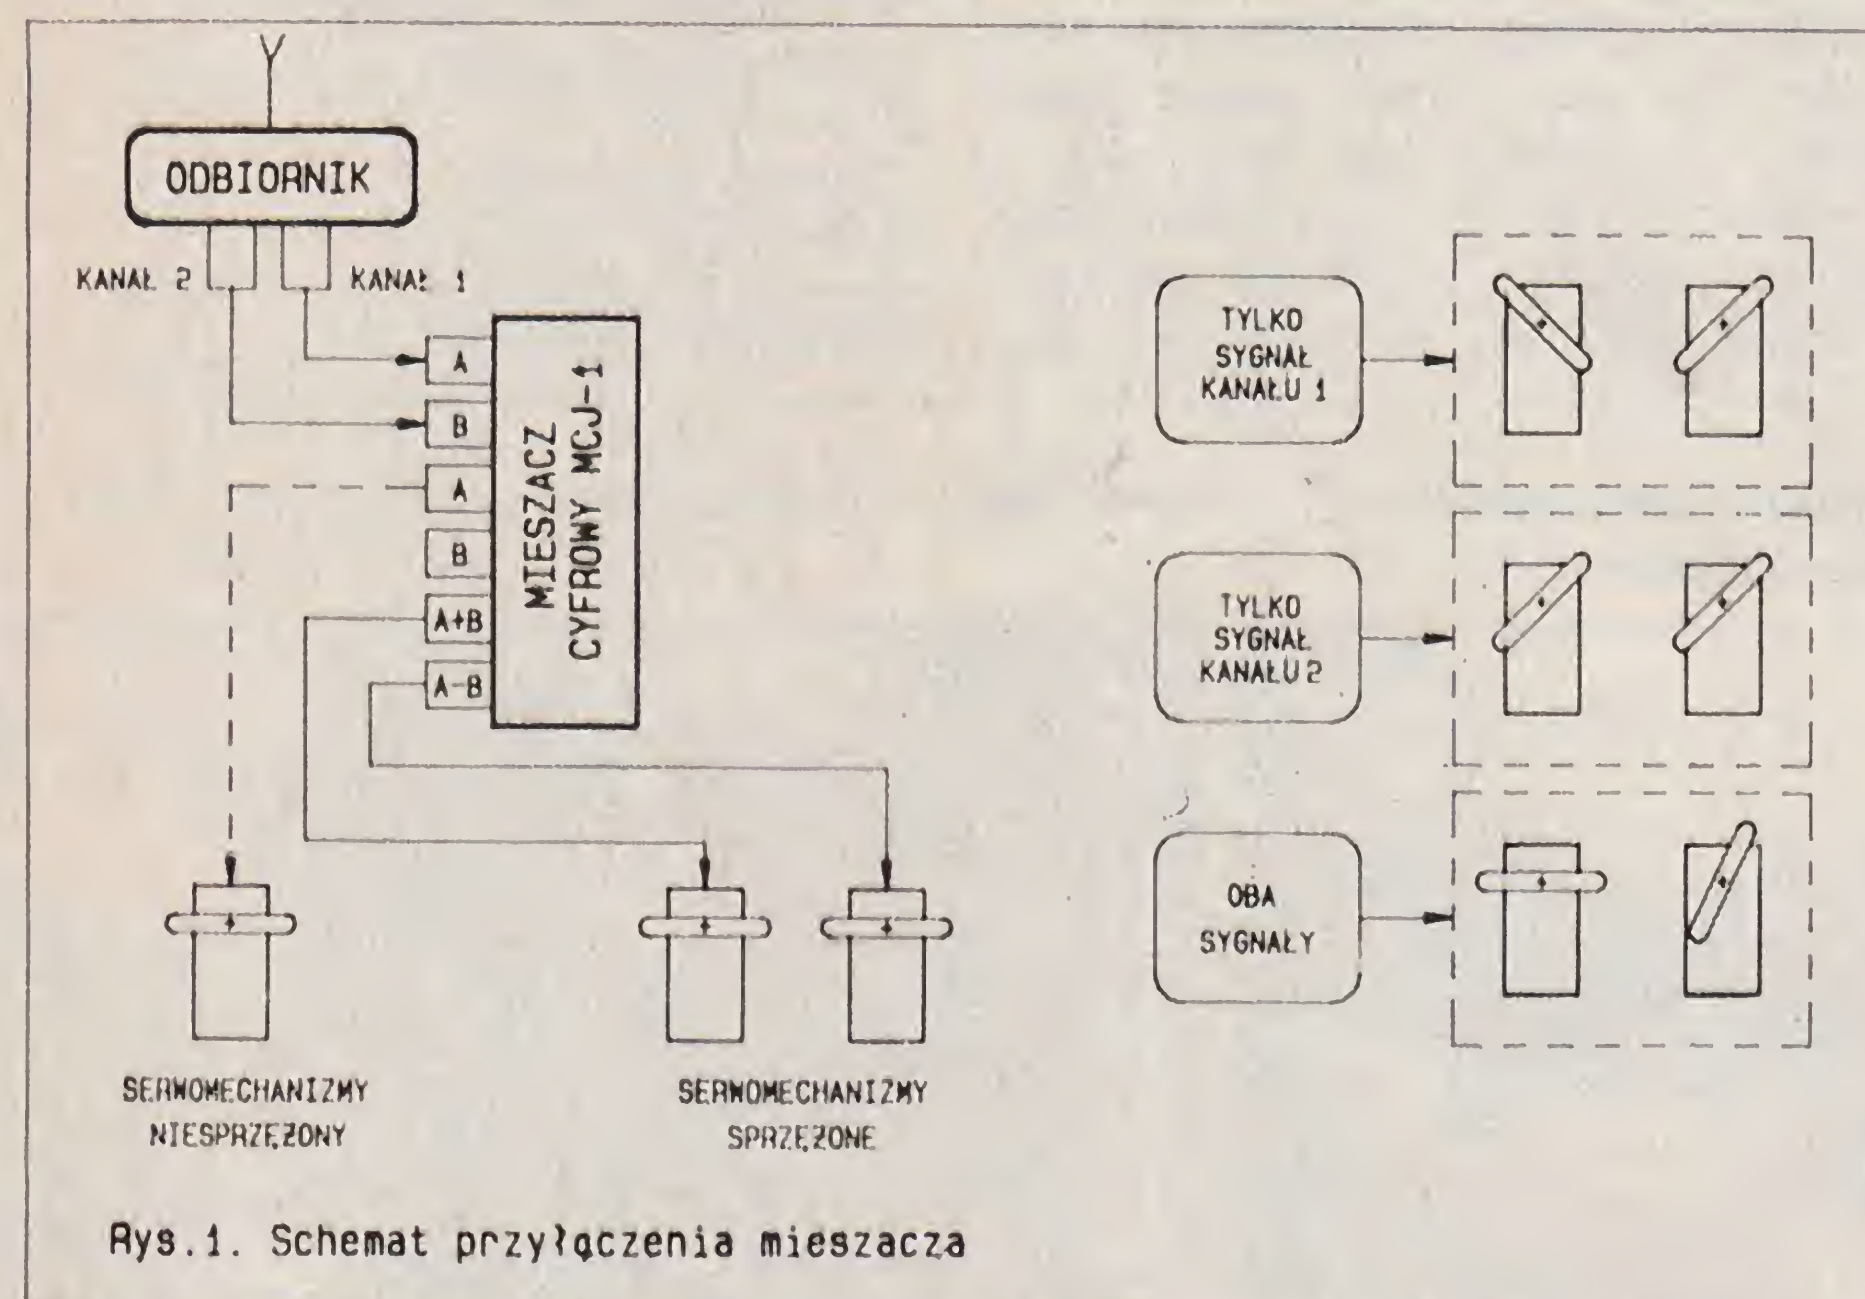 ODBIORNIK
KANAŁ 2
KANAŁ 1
A
B
A
B
A+B
A-B
MIESZACZ
CYFROWY MCJ-1
SERWOMECHANIZMY
NIESPRZĘŻONY
SERWOMECHANIZMY
SPRZĘŻONE
TYLKO
SYGNAŁ
KANAŁU 1
TYLKO
SYGNAŁ
KANAŁU 2
OBA
SYGNAŁY
Rys.1. Schemat przyłączenia mieszacza